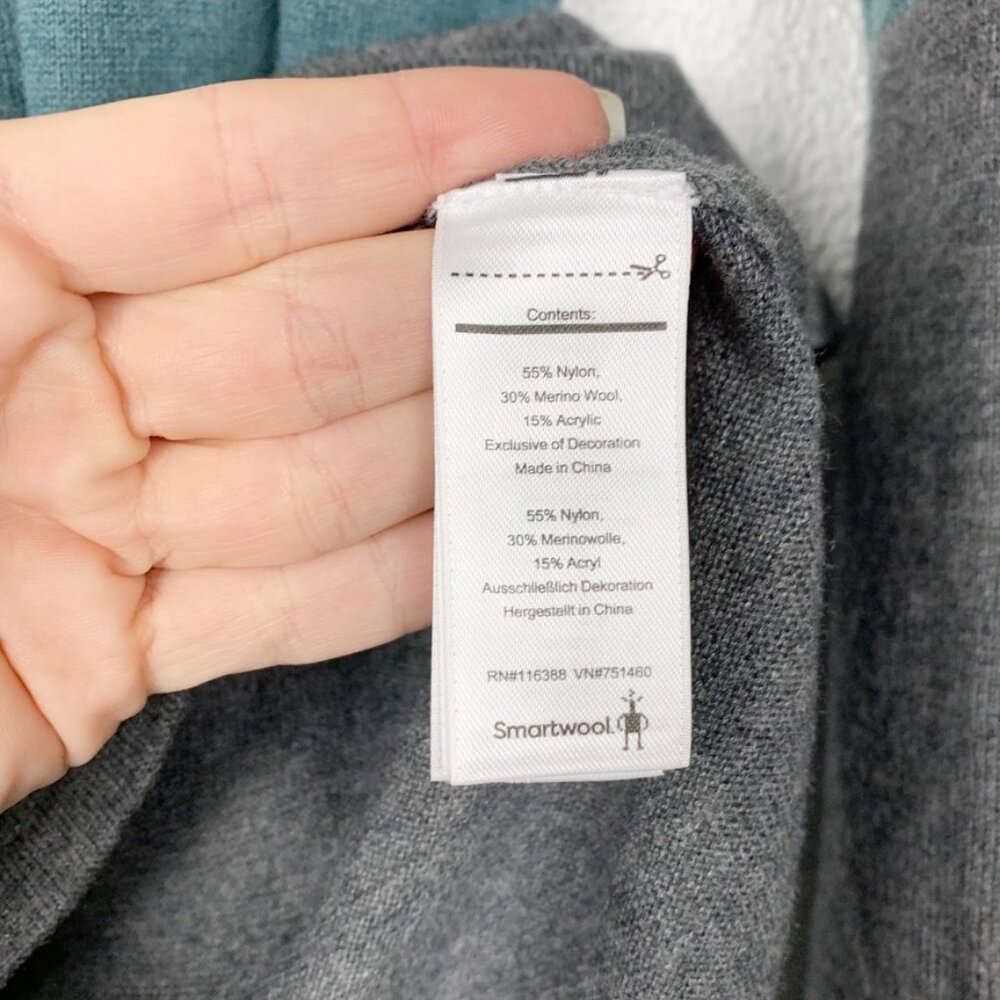 Contents:
55% Nylon,
30% Merino Wool,
15% Acrylic
Exclusive of Decoration
Made in China
55% Nylon,
30% Merinowolle,
15% Acryl
Ausschließlich Dekoration
Hergestellt in China
RN#116388 VN#751460
Smartwool